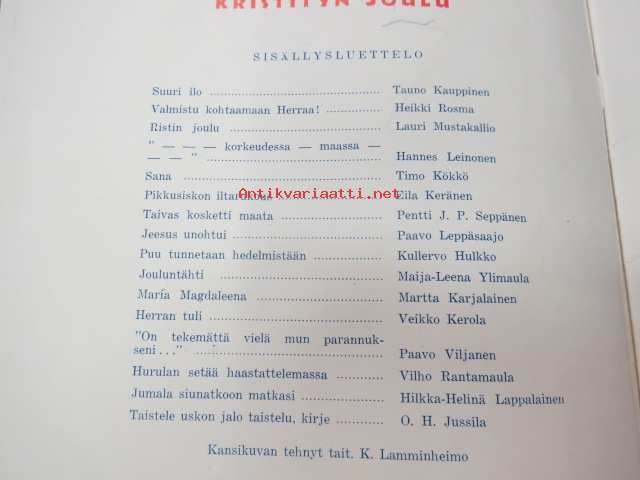 KRISTITYN JOULU
SISÄLLYSLUETTELO
Suuri ilo ........................................ Tauno Kauppinen
Valmistu kohtaamaan Herraa! ............. Heikki Rosma
Ristin joulu ................................... Lauri Mustakallio
" — — — korkeudessa — maassa —
— — " ........................................ Hannes Leinonen
Sana ............................................. Timo Kökkö
Pikkusiskon iltarukous .................... Eila Keränen
Antikvariaatti.net
Taivas kosketti maata ...................... Pentti J. P. Seppänen
Jeesus unohtui ................................ Paavo Leppäsaajo
Puu tunnetaan hedelmistään ............ Kullervo Hulkko
Jouluntähti .................................... Maija-Leena Ylimaula
Maria Magdaleena ........................... Martta Karjalainen
Herran tuli .................................... Veikko Kerola
"On tekemättä vielä mun parannuk-
seni . . ." ........................................ Paavo Viljanen
Hurulan setää haastattelemassa ......... Vilho Rantamaula
Jumala siunatkoon matkasi ............... Hilkka-Helinä Lappalainen
Taistele uskon jalo taistelu, kirje ......... O. H. Jussila
Kansikuvan tehnyt tait. K. Lamminheimo